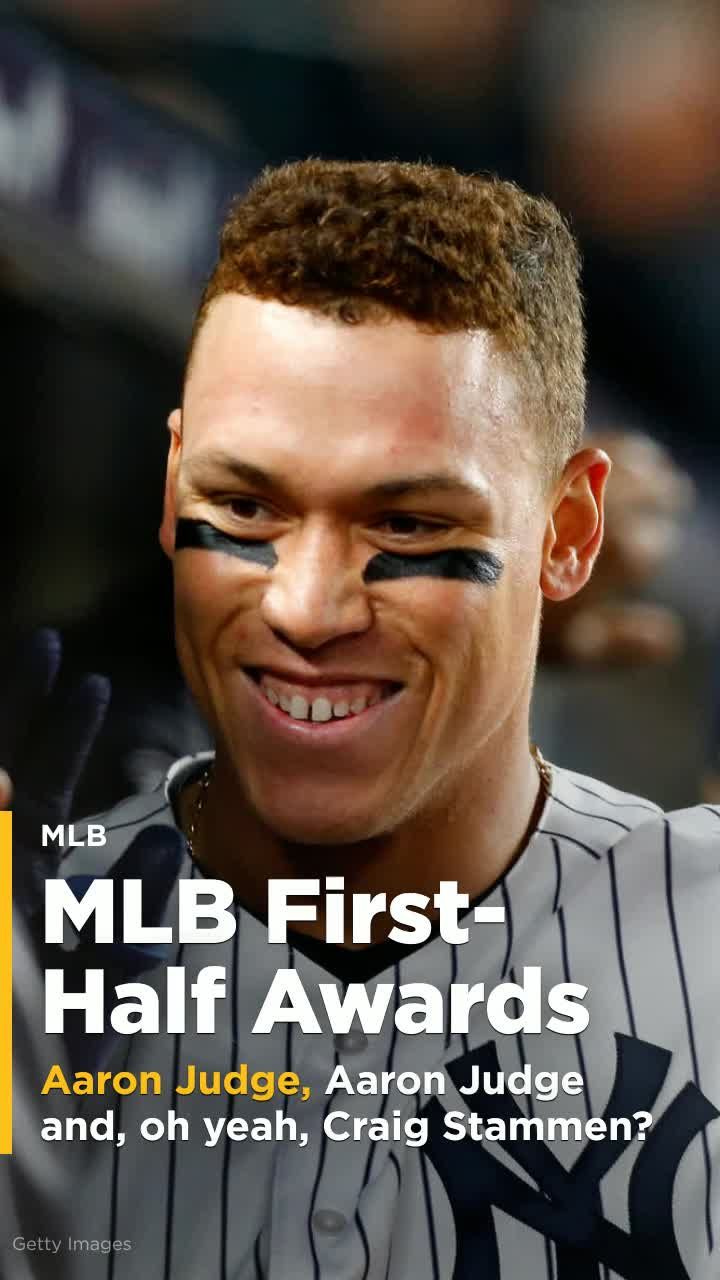 MLB
MLB First-
Half Awards
Aaron Judge, Aaron Judge
and, oh yeah, Craig Stammen?
Getty Images